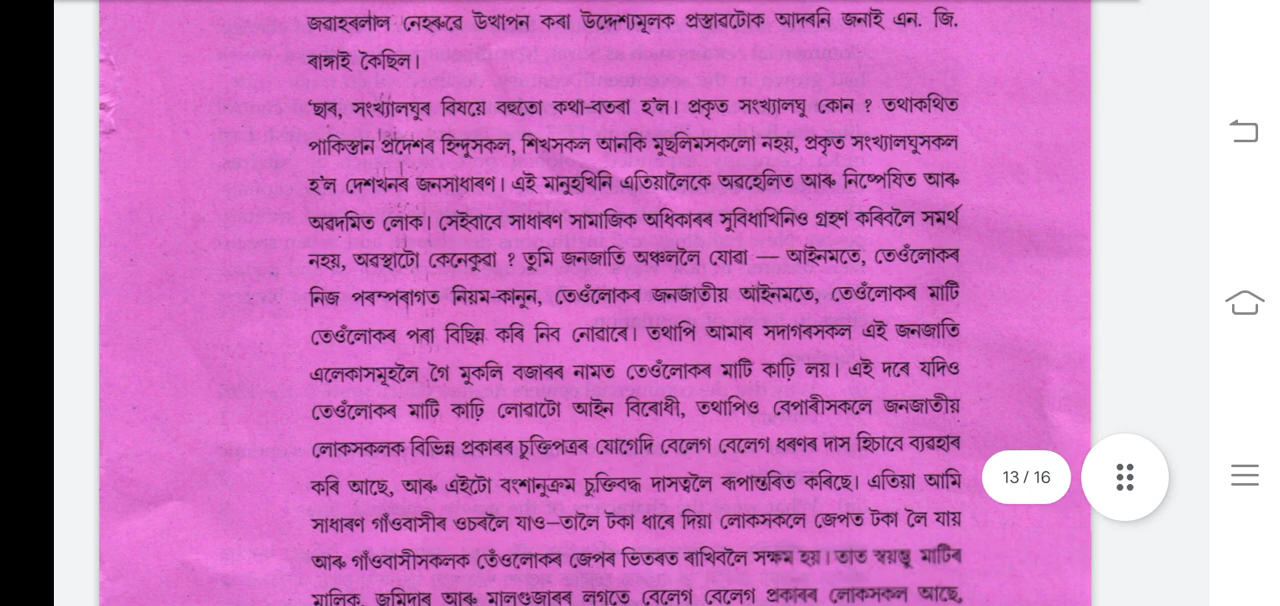 জৱাহৰলাল নেহৰুৱে উত্থাপন কৰা উদ্দেশ্যমূলক প্ৰস্তাৱটোক আদৰনি জনাই এন. জি.
ৰাঙ্গাই কৈছিল।
'ছাৰ, সংখ্যালঘুৰ বিষয়ে বহুতো কথা-বতৰা হ'ল। প্ৰকৃত সংখ্যালঘু কোন ? তথাকথিত
পাকিস্তান প্ৰদেশৰ হিন্দুসকল, শিখসকল আনকি মুছলিমসকলো নহয়, প্ৰকৃত সংখ্যালঘুসকল
হ'ল দেশখনৰ জনসাধাৰণ। এই মানুহখিনি এতিয়ালৈকে অৱহেলিত আৰু নিষ্পেষিত আৰু
অৱদমিত লোক। সেইবাবে সাধাৰণ সামাজিক অধিকাৰৰ সুবিধাখিনিও গ্ৰহণ কৰিবলৈ সমৰ্থ
নহয়, অৱস্থাটো কেনেকুৱা ? তুমি জনজাতি অঞ্চললৈ যোৱা — আইনমতে, তেওঁলোকৰ
নিজ পৰম্পৰাগত নিয়ম-কানুন, তেওঁলোকৰ জনজাতীয় আইনমতে, তেওঁলোকৰ মাটি
তেওঁলোকৰ পৰা বিছিন্ন কৰি নিব নোৱাৰে। তথাপি আমাৰ সদাগৰসকল এই জনজাতি
এলেকাসমূহলৈ গৈ মুকলি বজাৰৰ নামত তেওঁলোকৰ মাটি কাঢ়ি লয়। এই দৰে যদিও
তেওঁলোকৰ মাটি কাঢ়ি লোৱাটো আইন বিৰোধী, তথাপিও বেপাৰীসকলে জনজাতীয়
লোকসকলক বিভিন্ন প্ৰকাৰৰ চুক্তিপত্ৰৰ যোগেদি বেলেগ বেলেগ ধৰণৰ দাস হিচাবে ব্যৱহাৰ
কৰি আছে, আৰু এইটো বংশানুক্ৰম চুক্তিবদ্ধ দাসত্বলৈ ৰূপান্তৰিত কৰিছে। এতিয়া আমি
সাধাৰণ গাঁওবাসীৰ ওচৰলৈ যাওঁ–তালৈ টকা ধাৰে দিয়া লোকসকলে জেপত টকা লৈ যায়
আৰু গাঁওবাসীসকলক তেঁওলোকৰ জেপৰ ভিতৰত ৰাখিবলৈ সক্ষম হয়। তাত স্বয়ম্ভু মাটিৰ
মালিক, জমিদাৰ আৰু মালগুজাৰৰ লগতে বেলেগ বেলেগ প্ৰকাৰৰ লোকসকল আছে,
13 / 16